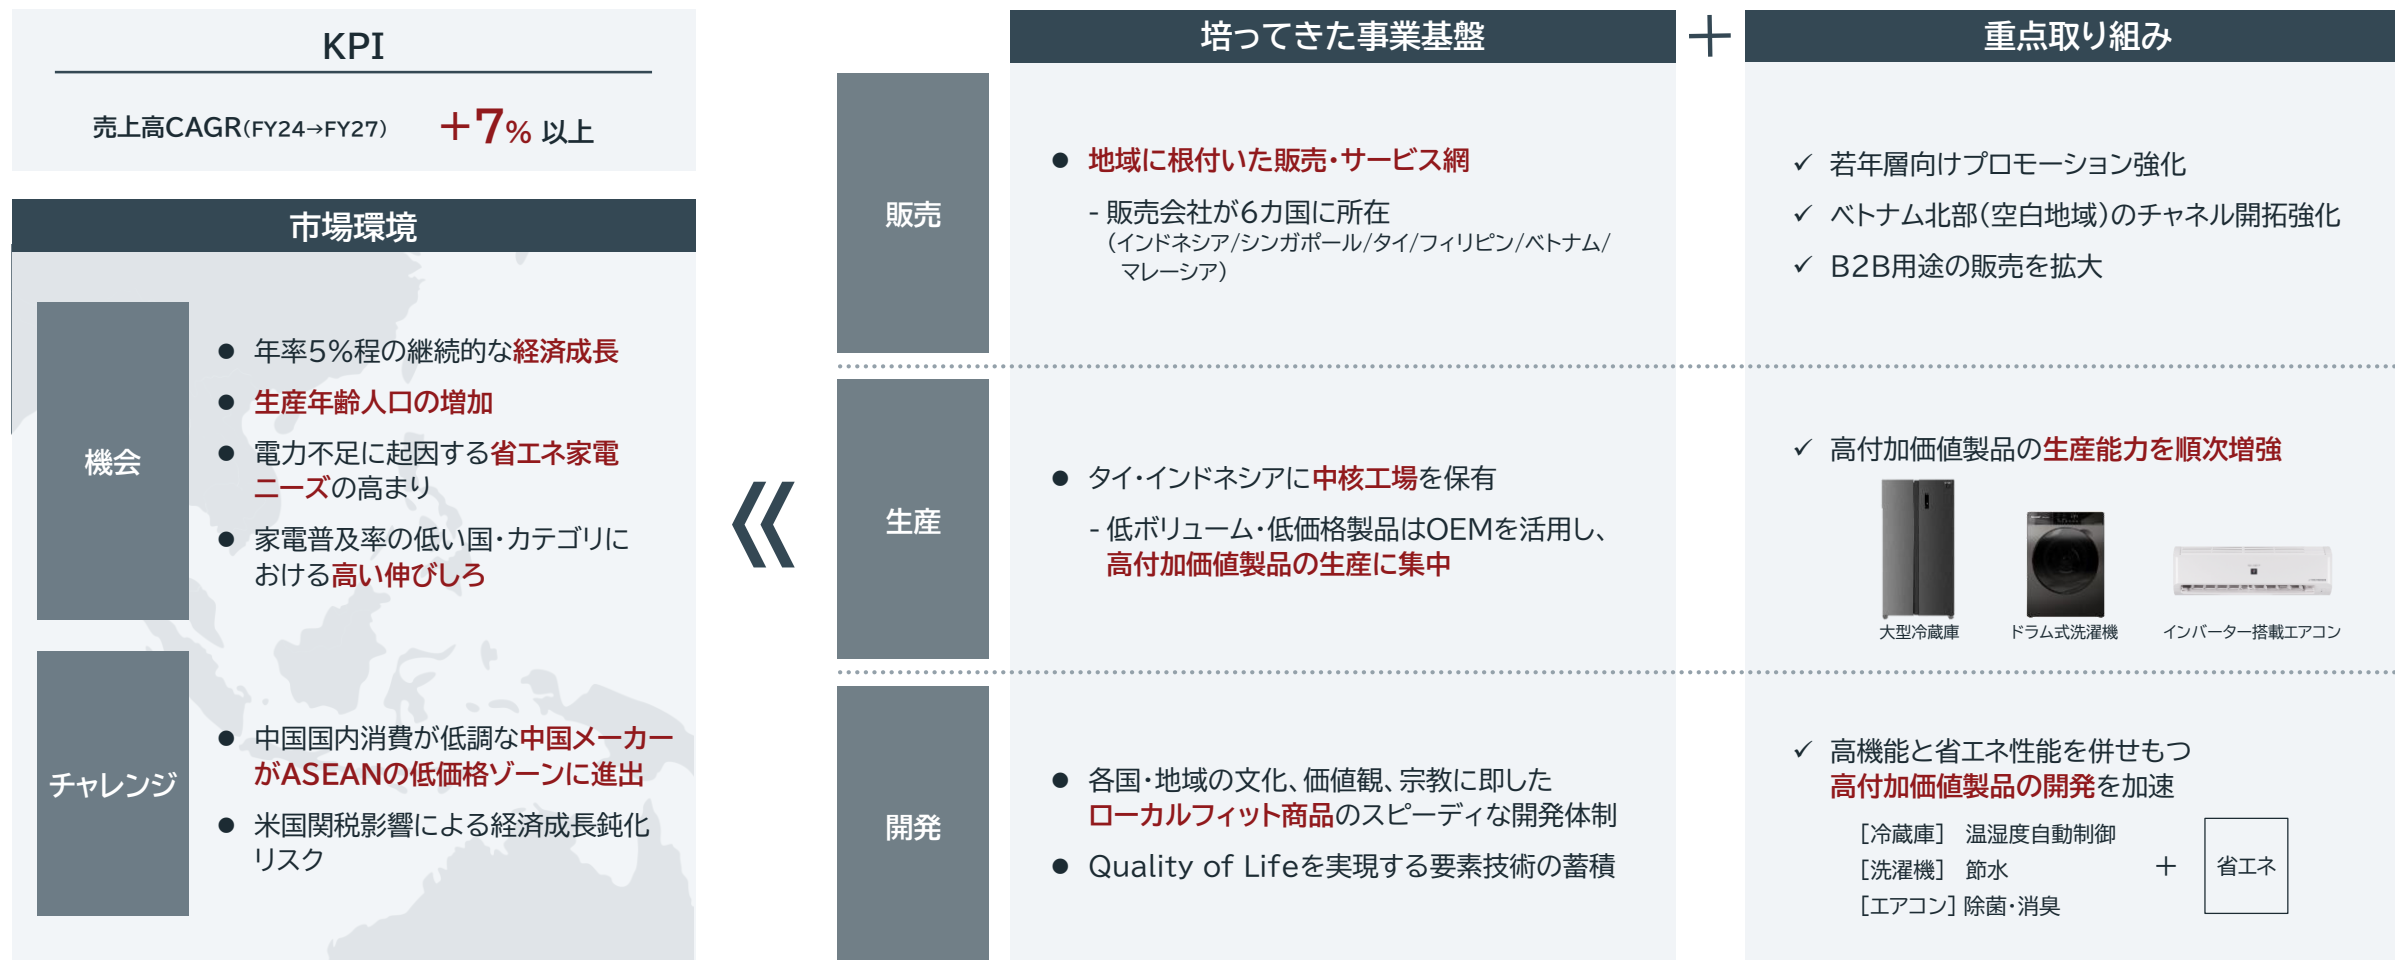 KPI
売上高CAGR(FY24→FY27) +7% 以上
市場環境
機会
● 年率5%程の継続的な経済成長
● 生産年齢人口の増加
● 電力不足に起因する省エネ家電
ニーズの高まり
● 家電普及率の低い国・カテゴリに
おける高い伸びしろ
チャレンジ
● 中国国内消費が低調な中国メーカー
がASEANの低価格ゾーンに進出
● 米国関税影響による経済成長鈍化
リスク
《
培ってきた事業基盤
+
重点取り組み
販売
● 地域に根付いた販売・サービス網
- 販売会社が6カ国に所在
(インドネシア/シンガポール/タイ/フィリピン/ベトナム/
マレーシア)
✓ 若年層向けプロモーション強化
✓ ベトナム北部(空白地域)のチャネル開拓強化
✓ B2B用途の販売を拡大
生産
● タイ・インドネシアに中核工場を保有
- 低ボリューム・低価格製品はOEMを活用し、
高付加価値製品の生産に集中
✓ 高付加価値製品の生産能力を順次増強
大型冷蔵庫
ドラム式洗濯機
インバーター搭載エアコン
開発
● 各国・地域の文化、価値観、宗教に即した
ローカルフィット商品のスピーディな開発体制
● Quality of Lifeを実現する要素技術の蓄積
✓ 高機能と省エネ性能を併せもつ
高付加価値製品の開発を加速
[冷蔵庫] 温湿度自動制御
[洗濯機] 節水
[エアコン] 除菌・消臭
+
省エネ